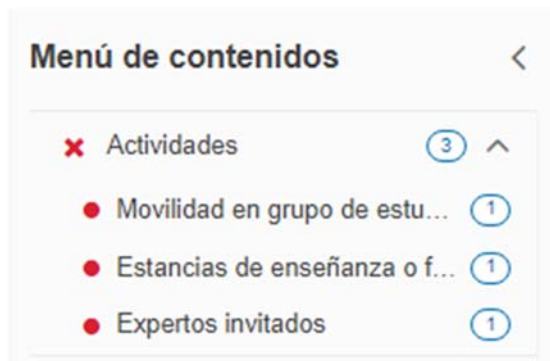 Menú de contenidos
Actividades 3
Movilidad en grupo de estu... 1
Estancias de enseñanza o f... 1
Expertos invitados 1